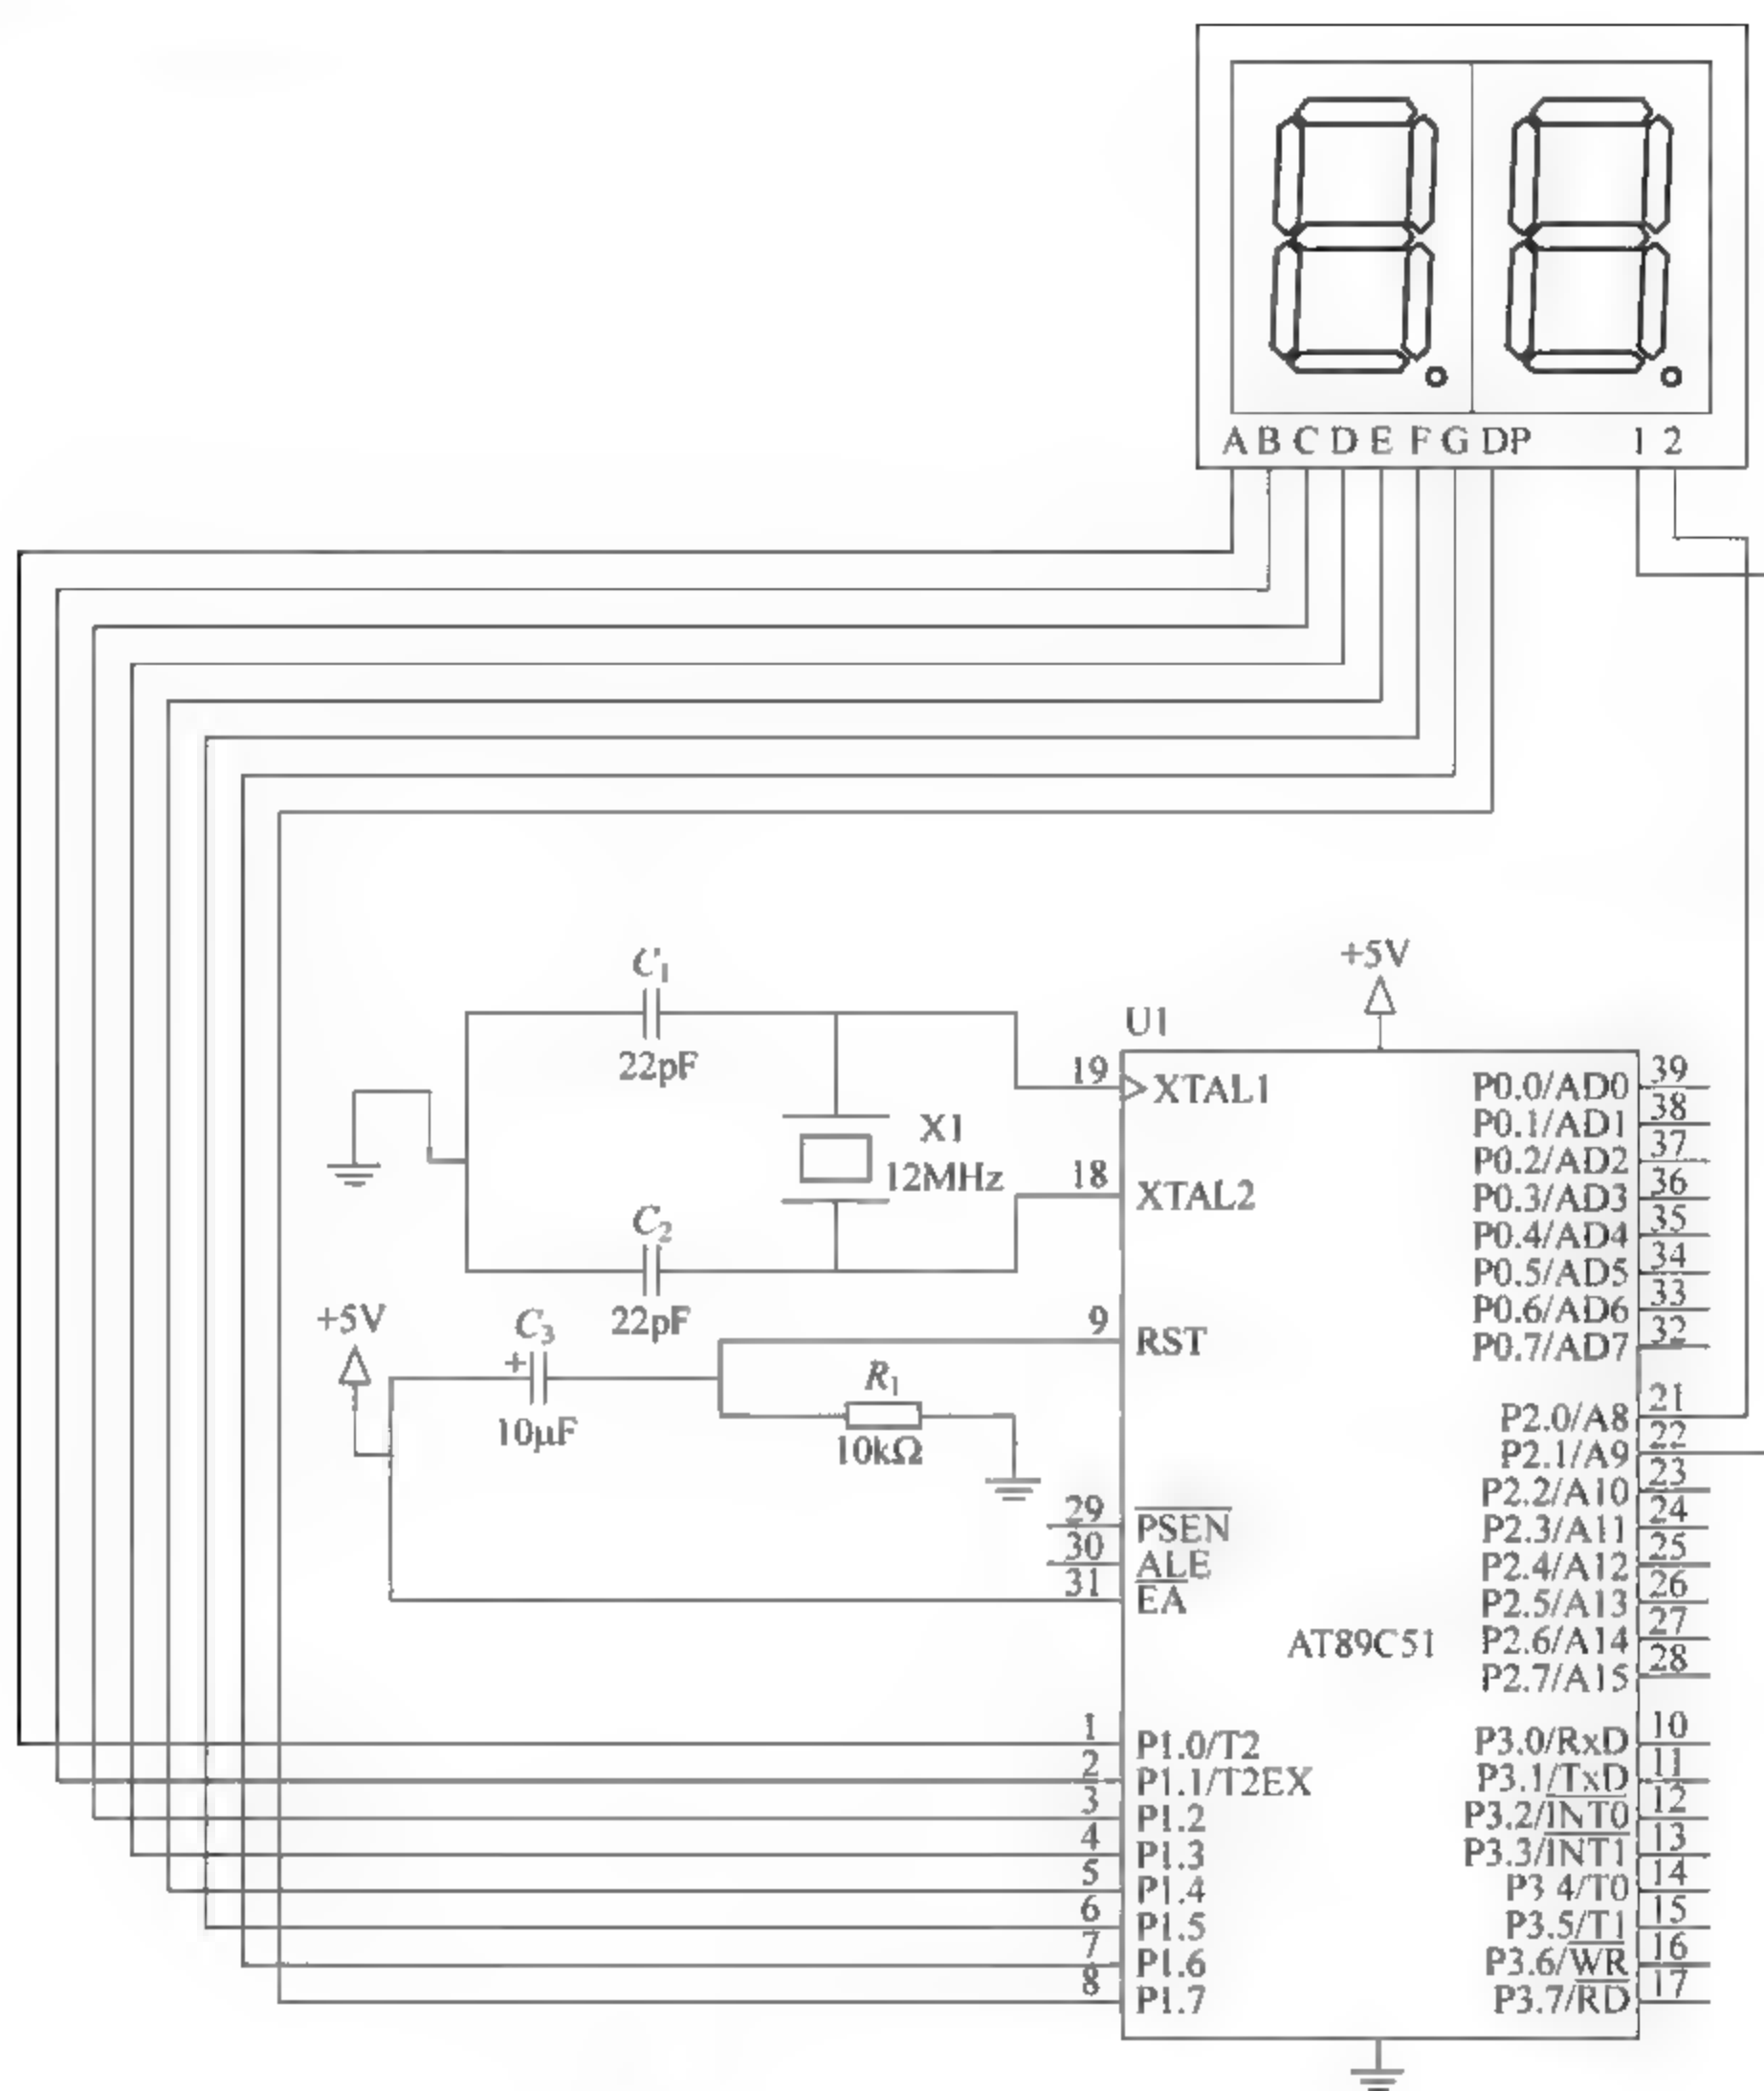 A B C D E F G DP 1 2
+5V
C1
22pF
X1
12MHz
C2
22pF
+5V
C3
+
10μF
R1
10kΩ
U1
19 XTAL1
18 XTAL2
9 RST
29 PSEN
30 ALE
31 EA
AT89C51
1 P1.0/T2
2 P1.1/T2EX
3 P1.2
4 P1.3
5 P1.4
6 P1.5
7 P1.6
8 P1.7
P0.0/AD0 39
P0.1/AD1 38
P0.2/AD2 37
P0.3/AD3 36
P0.4/AD4 35
P0.5/AD5 34
P0.6/AD6 33
P0.7/AD7 32
P2.0/A8 21
P2.1/A9 22
P2.2/A10 23
P2.3/A11 24
P2.4/A12 25
P2.5/A13 26
P2.6/A14 27
P2.7/A15 28
P3.0/RxD 10
P3.1/TxD 11
P3.2/INT0 12
P3.3/INT1 13
P3 4/T0 14
P3.5/T1 15
P3.6/WR 16
P3.7/RD 17